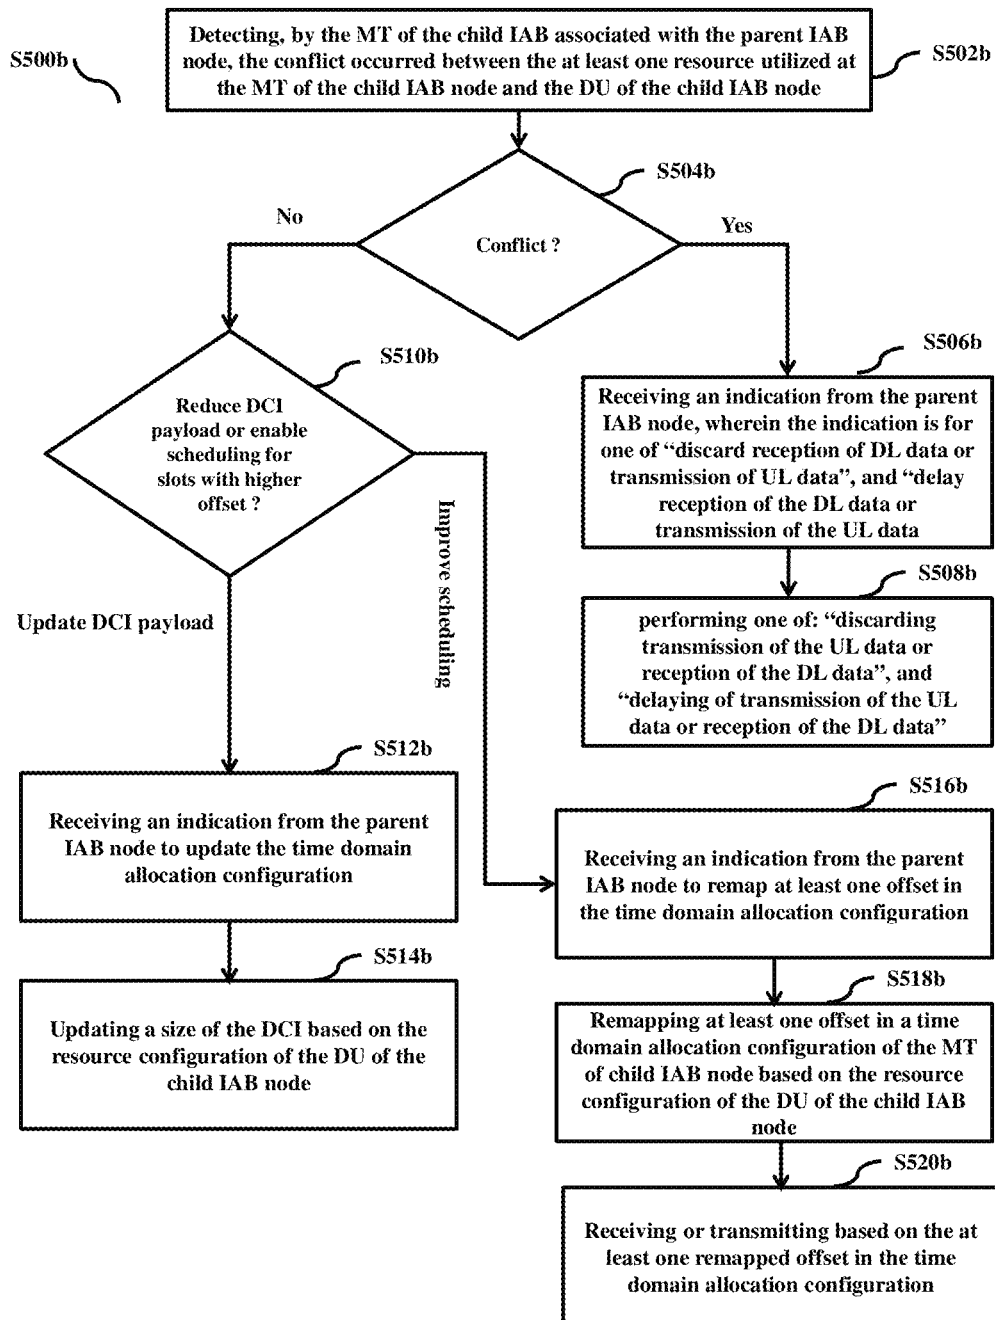 S500b
Detecting, by the MT of the child IAB associated with the parent IAB
node, the conflict occurred between the at least one resource utilized at
the MT of the child IAB node and the DU of the child IAB node
S502b
S504b
No
Yes
Conflict ?
S510b
S506b
Reduce DCI
payload or enable
scheduling for
slots with higher
offset ?
Receiving an indication from the parent
IAB node, wherein the indication is for
one of “discard reception of DL data or
transmission of UL data”, and “delay
reception of the DL data or
transmission of the UL data
Improve scheduling
Update DCI payload
S508b
performing one of: “discarding
transmission of the UL data or
reception of the DL data”, and
“delaying of transmission of the UL
data or reception of the DL data”
S512b
Receiving an indication from the parent
IAB node to update the time domain
allocation configuration
S516b
Receiving an indication from the parent
IAB node to remap at least one offset in
the time domain allocation configuration
S514b
Updating a size of the DCI based on the
resource configuration of the DU of the
child IAB node
S518b
Remapping at least one offset in a time
domain allocation configuration of the MT
of child IAB node based on the resource
configuration of the DU of the child IAB
node
S520b
Receiving or transmitting based on the at
least one remapped offset in the time
domain allocation configuration